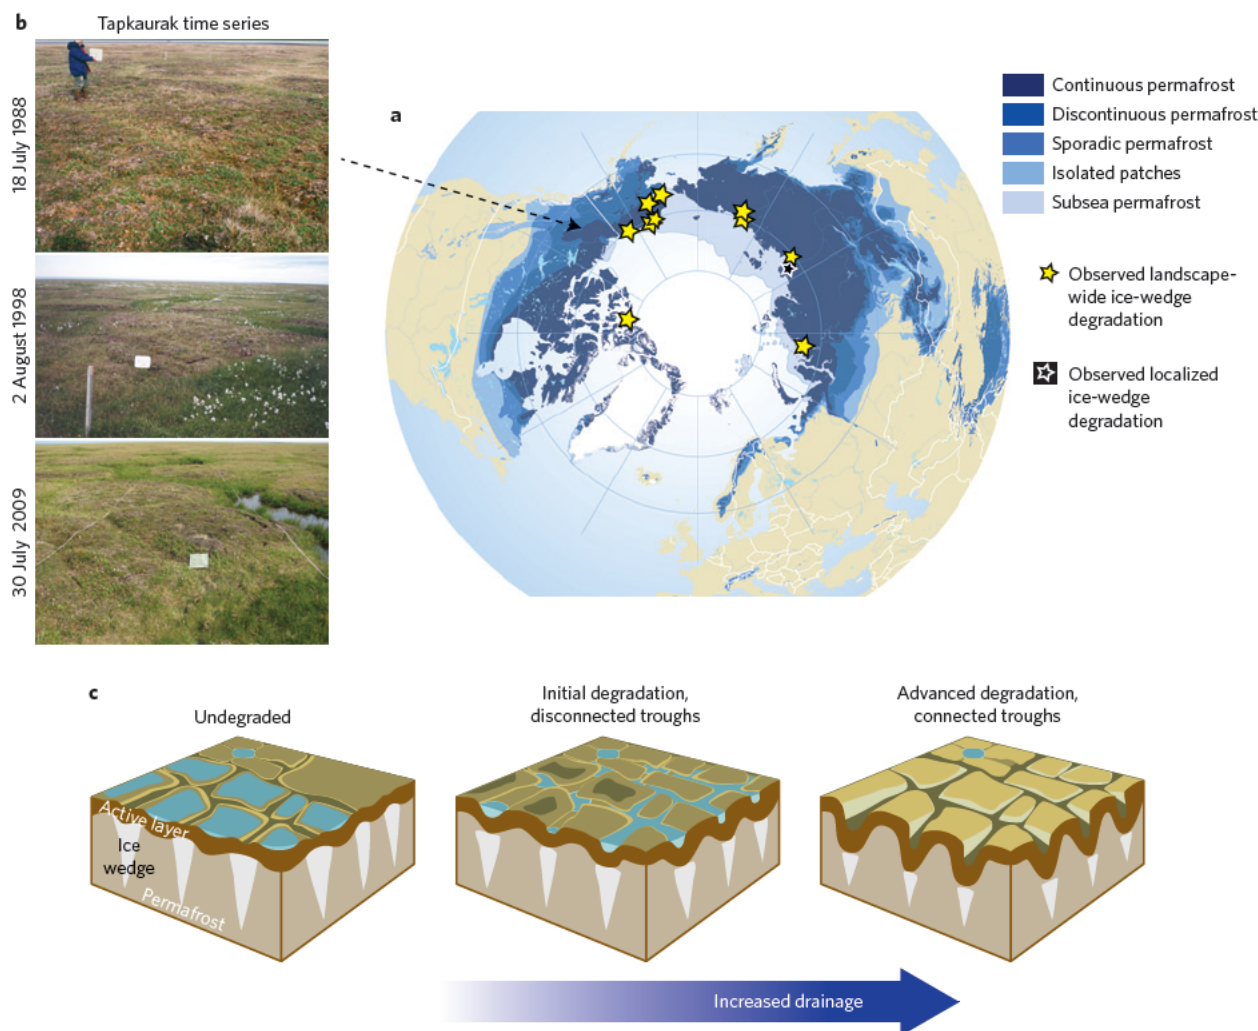 b
Tapkaurak time series
18 July 1988
2 August 1998
30 July 2009
a
Continuous permafrost
Discontinuous permafrost
Sporadic permafrost
Isolated patches
Subsea permafrost
Observed landscape-
wide ice-wedge
degradation
Observed localized
ice-wedge
degradation
c
Undegraded
Initial degradation,
disconnected troughs
Advanced degradation,
connected troughs
Active layer
Ice
wedge
Permafrost
Increased drainage